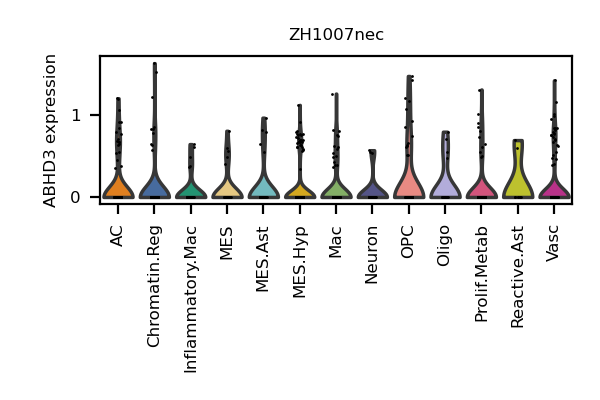 ZH1007nec
ABHD3 expression
1
0
AC
Chromatin.Reg
Inflammatory.Mac
MES
MES.Ast
MES.Hyp
Mac
Neuron
OPC
Oligo
Prolif.Metab
Reactive.Ast
Vasc